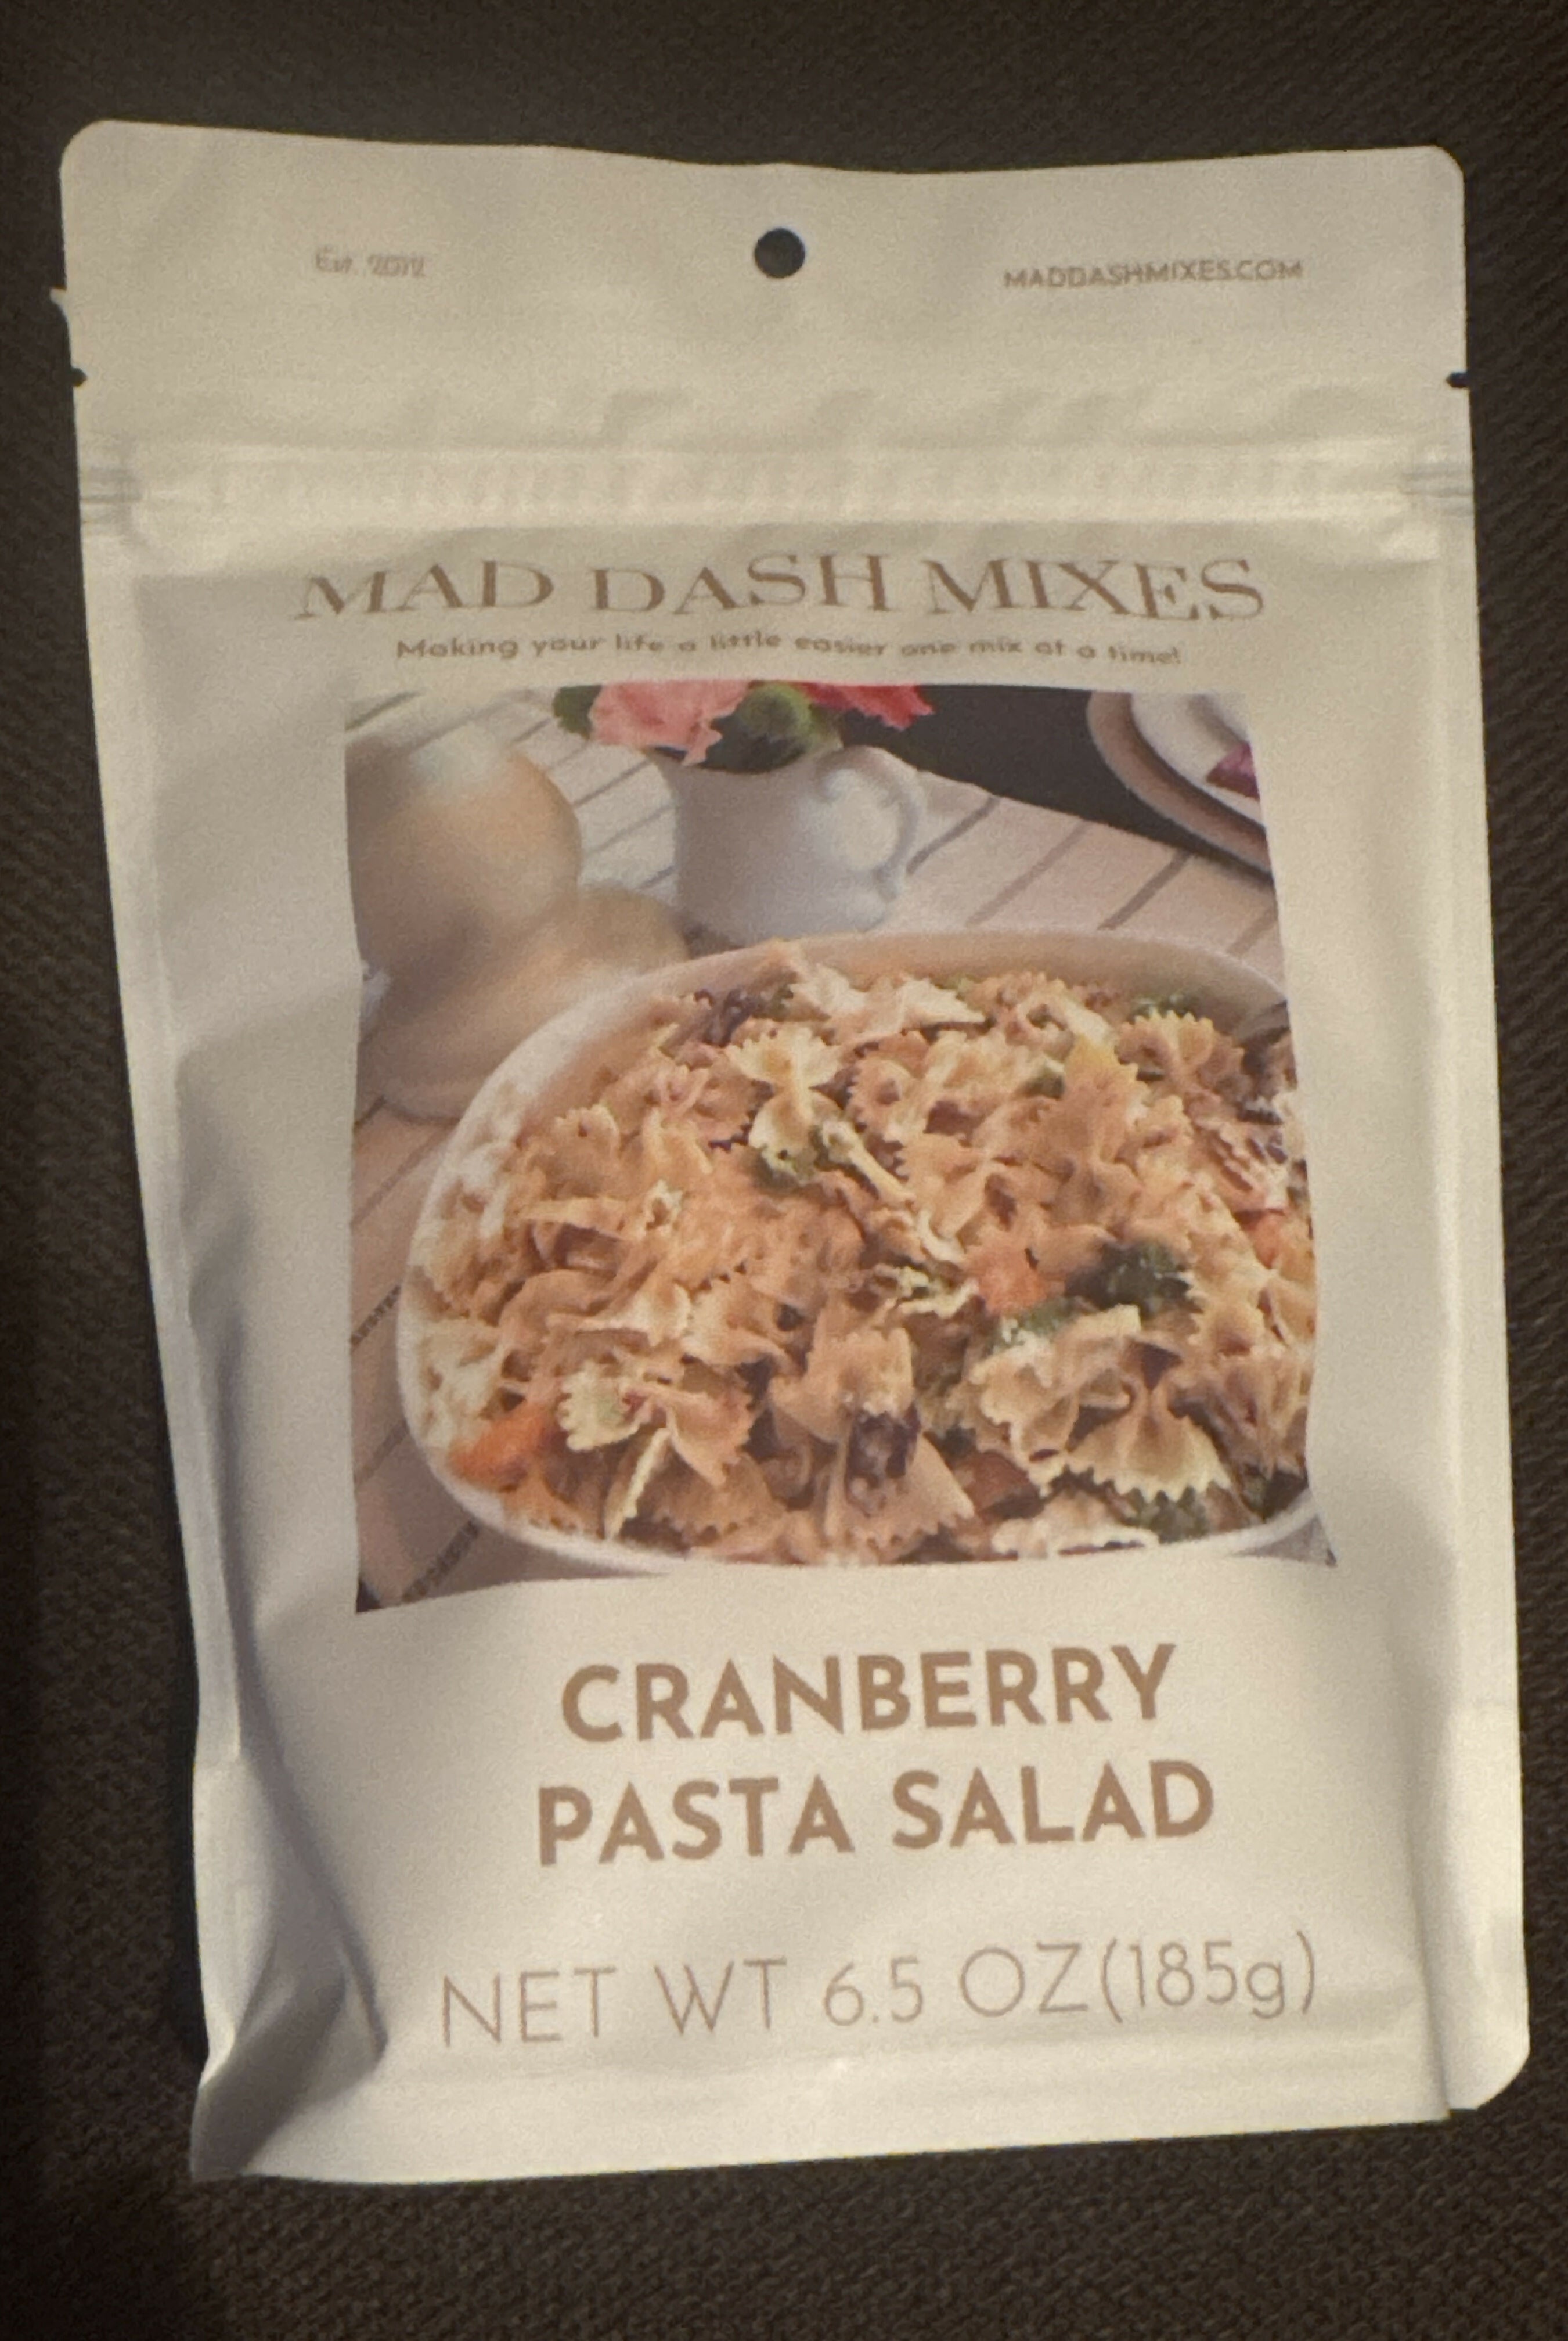 Est. 2012
MADDASHMIXES.COM
MAD DASH MIXES
Making your life a little easier one mix at a time!
CRANBERRY
PASTA SALAD
NET WT 6.5 OZ(185g)